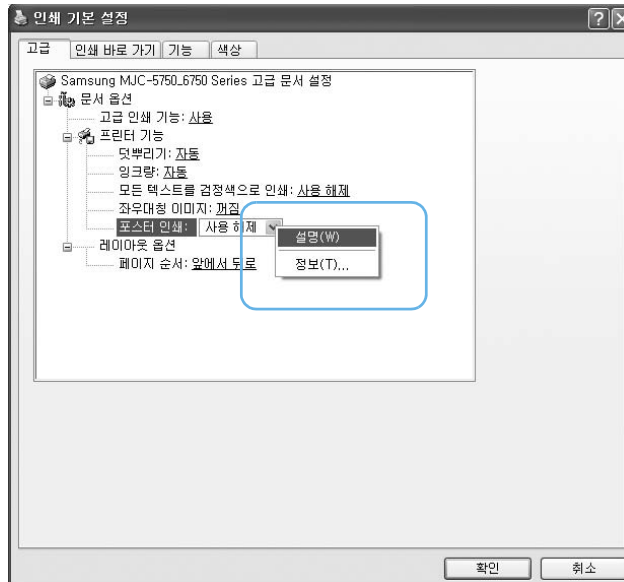 인쇄 기본 설정
고급 인쇄 바로 가기 기능 색상
Samsung MJC-5750_6750 Series 고급 문서 설정
문서 옵션
고급 인쇄 기능: 사용
프린터 기능
덧뿌리기: 자동
잉크량: 자동
모든 텍스트를 검정색으로 인쇄: 사용 해제
좌우대칭 이미지: 꺼짐
포스터 인쇄: 사용 해제
설명(W)
레이아웃 옵션
페이지 순서: 앞에서 뒤로
정보(T)...
확인 취소